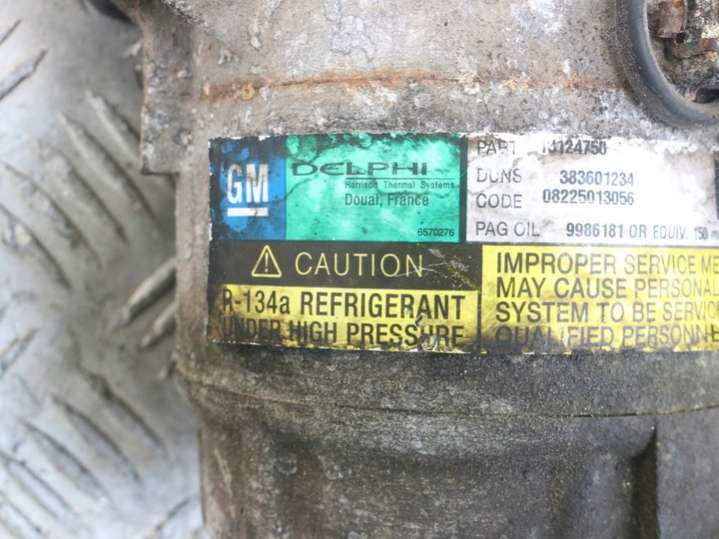 GM
DELPHI
Harrison Thermal Systems
Douai, France
6570276
PART 13124750
DUNS 383601234
CODE 08225013056
PAG OIL 9986181 OR EQUIV. 150 m
CAUTION
R-134a REFRIGERANT
UNDER HIGH PRESSURE
IMPROPER SERVICE ME
MAY CAUSE PERSONAL
SYSTEM TO BE SERVIC
QUALIFIED PERSONNE